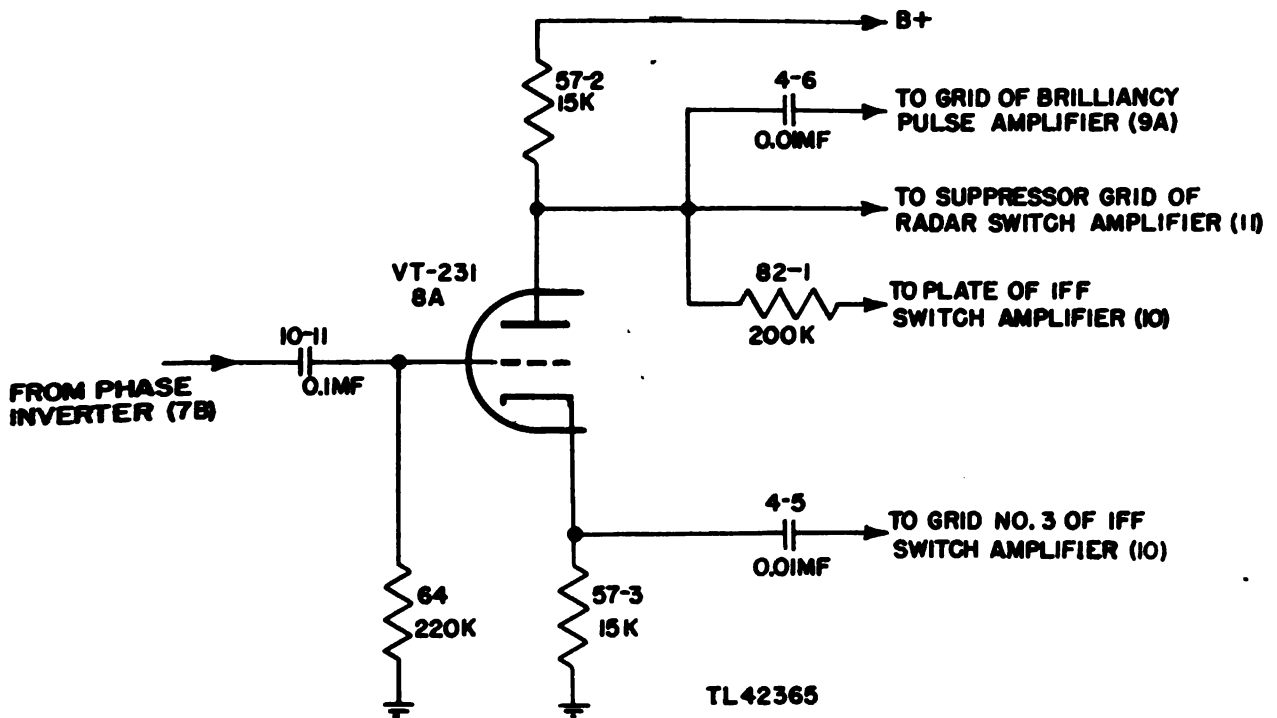 B+
57-2
15K
4-6
0.01MF
TO GRID OF BRILLIANCY
PULSE AMPLIFIER (9A)
TO SUPPRESSOR GRID OF
RADAR SWITCH AMPLIFIER (11)
VT-231
8A
82-1
200K
TO PLATE OF IFF
SWITCH AMPLIFIER (10)
10-11
0.1MF
FROM PHASE
INVERTER (7B)
4-5
0.01MF
TO GRID NO. 3 OF IFF
SWITCH AMPLIFIER (10)
64
220K
57-3
15K
TL42365